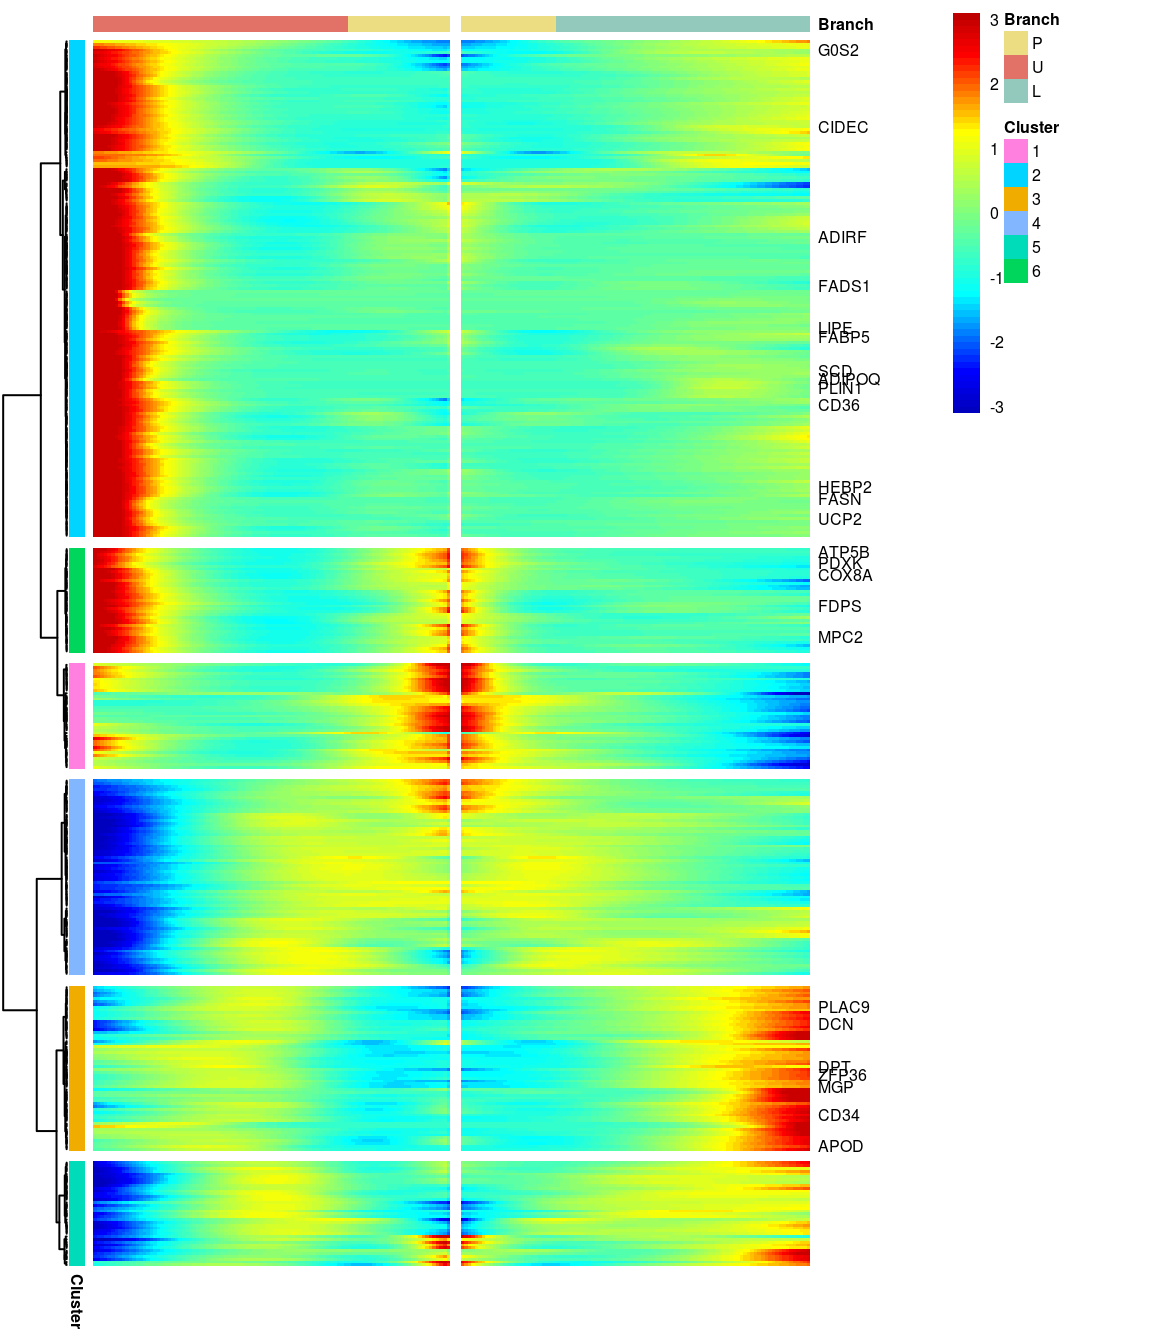 Branch
G0S2
CIDEC
ADIRF
FADS1
LIPE
FABP5
SCD
ADIPOQ
PLIN1
CD36
HEBP2
FASN
UCP2
ATP5B
PDXK
COX8A
FDPS
MPC2
PLAC9
DCN
DPT
ZFP36
MGP
CD34
APOD
Cluster
3
2
1
0
-1
-2
-3
Branch
P
U
L
Cluster
1
2
3
4
5
6